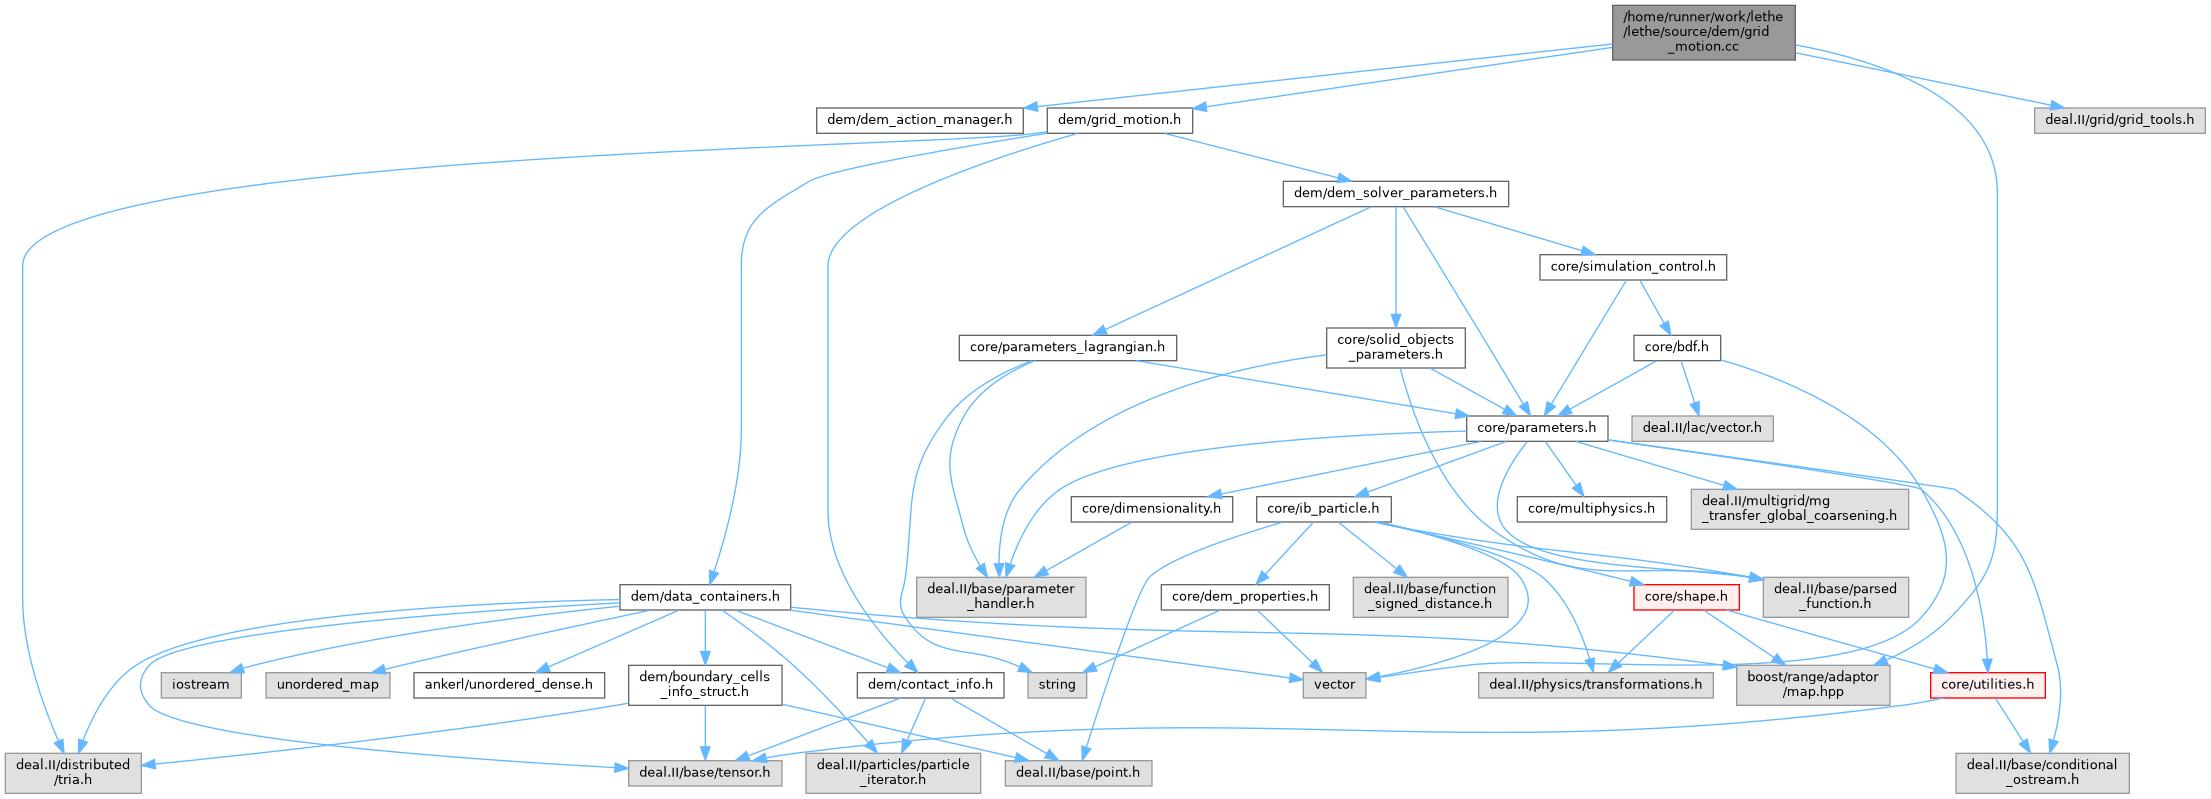 /home/runner/work/lethe
/lethe/source/dem/grid
_motion.cc
dem/dem_action_manager.h
dem/grid_motion.h
deal.II/grid/grid_tools.h
dem/dem_solver_parameters.h
core/simulation_control.h
core/parameters_lagrangian.h
core/solid_objects
_parameters.h
core/bdf.h
core/parameters.h
deal.II/lac/vector.h
core/dimensionality.h
core/ib_particle.h
core/multiphysics.h
deal.II/multigrid/mg
_transfer_global_coarsening.h
dem/data_containers.h
deal.II/base/parameter
_handler.h
core/dem_properties.h
deal.II/base/function
_signed_distance.h
core/shape.h
deal.II/base/parsed
_function.h
iostream
unordered_map
ankerl/unordered_dense.h
dem/boundary_cells
_info_struct.h
dem/contact_info.h
string
vector
deal.II/physics/transformations.h
boost/range/adaptor
/map.hpp
core/utilities.h
deal.II/distributed
/tria.h
deal.II/base/tensor.h
deal.II/particles/particle
_iterator.h
deal.II/base/point.h
deal.II/base/conditional
_ostream.h